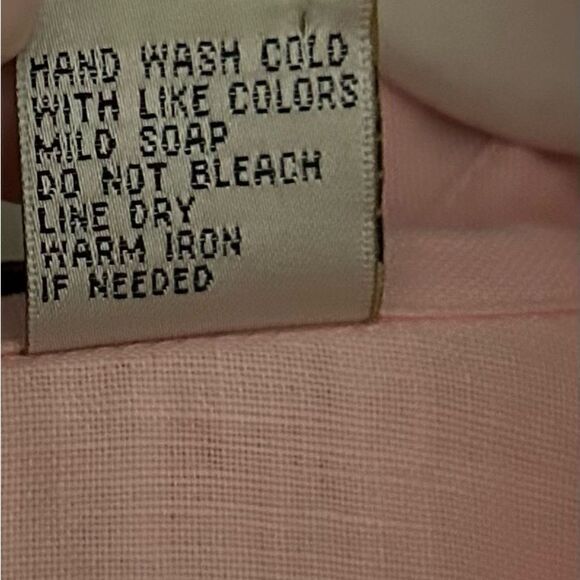 HAND WASH COLD
WITH LIKE COLORS
MILD SOAP
DO NOT BLEACH
LINE DRY
WARM IRON
IF NEEDED